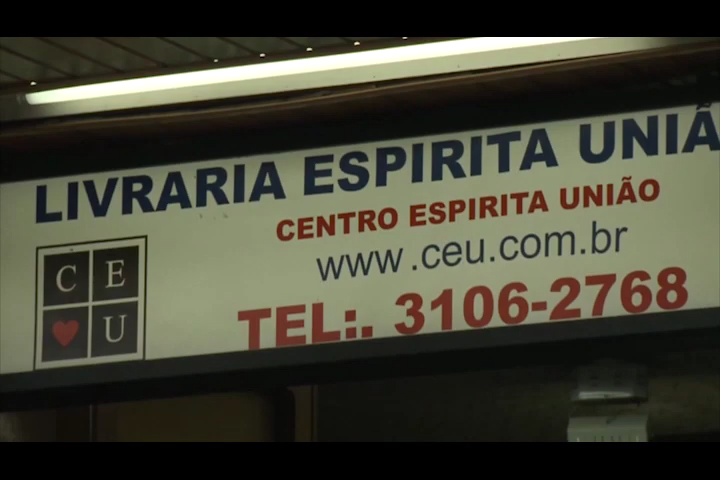 LIVRARIA ESPIRITA UNIÃ
CENTRO ESPIRITA UNIÃO
www.ceu.com.br
TEL:. 3106-2768
C E
U